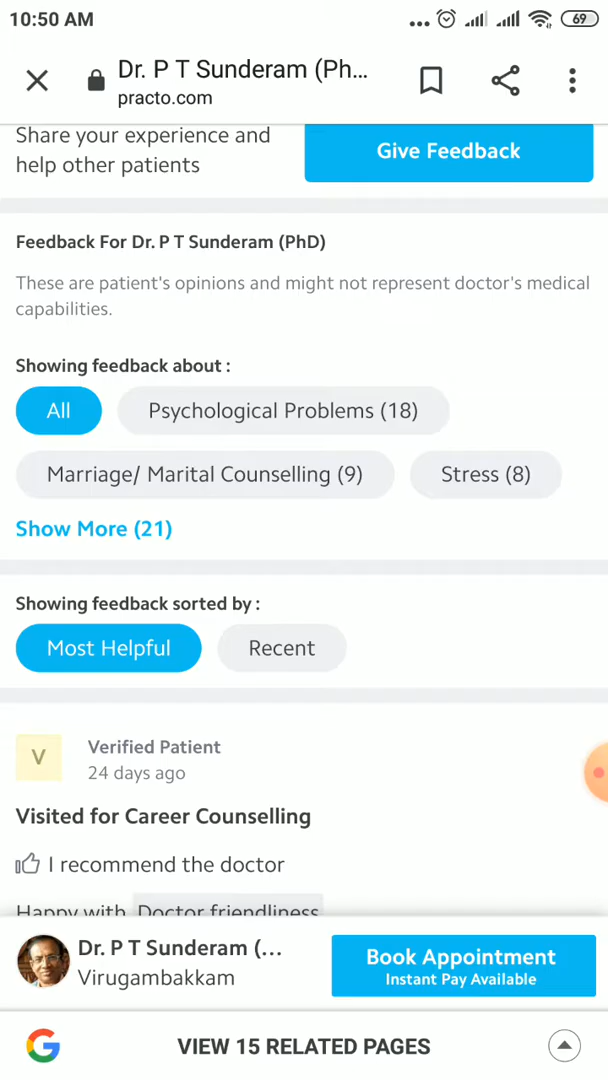 10:50 AM
69
Dr. P T Sunderam (Ph...
practo.com
Share your experience and
help other patients
Give Feedback
Feedback For Dr. P T Sunderam (PhD)
These are patient's opinions and might not represent doctor's medical
capabilities.
Showing feedback about :
All
Psychological Problems (18)
Marriage/ Marital Counselling (9)
Stress (8)
Show More (21)
Showing feedback sorted by :
Most Helpful
Recent
V
Verified Patient
24 days ago
Visited for Career Counselling
I recommend the doctor
Happy with Doctor friendliness
Dr. P T Sunderam (...
Virugambakkam
Book Appointment
Instant Pay Available
G
VIEW 15 RELATED PAGES